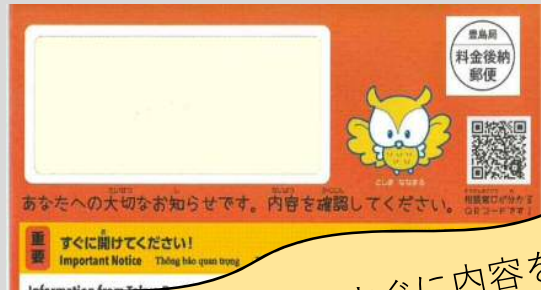 豊島局
料金後納
郵便
としま ななまる
あなたへの大切なお知らせです。内容を確認してください。
相談窓口が分かる
QRコードです！
重要
すぐに開けてください！
Important Notice Thông báo quan trọng
Information from
ぐに内容を